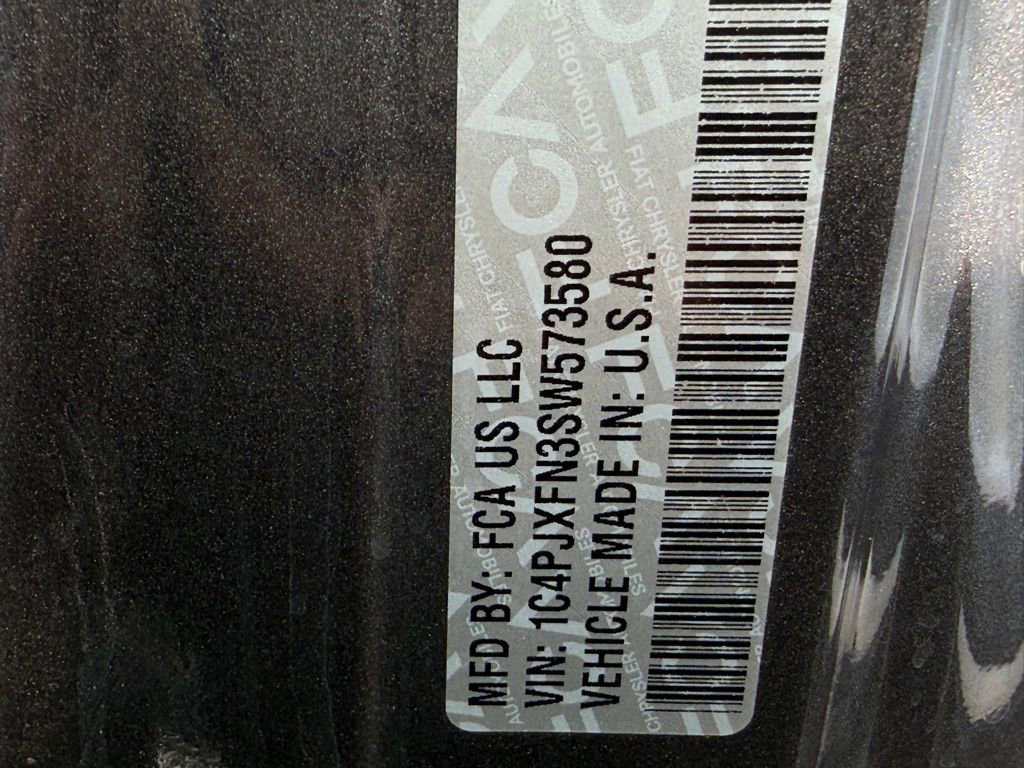 MFD BY: FCA US LLC
VIN: 1C4PJXFN3SW573580
VEHICLE MADE IN: U.S.A.